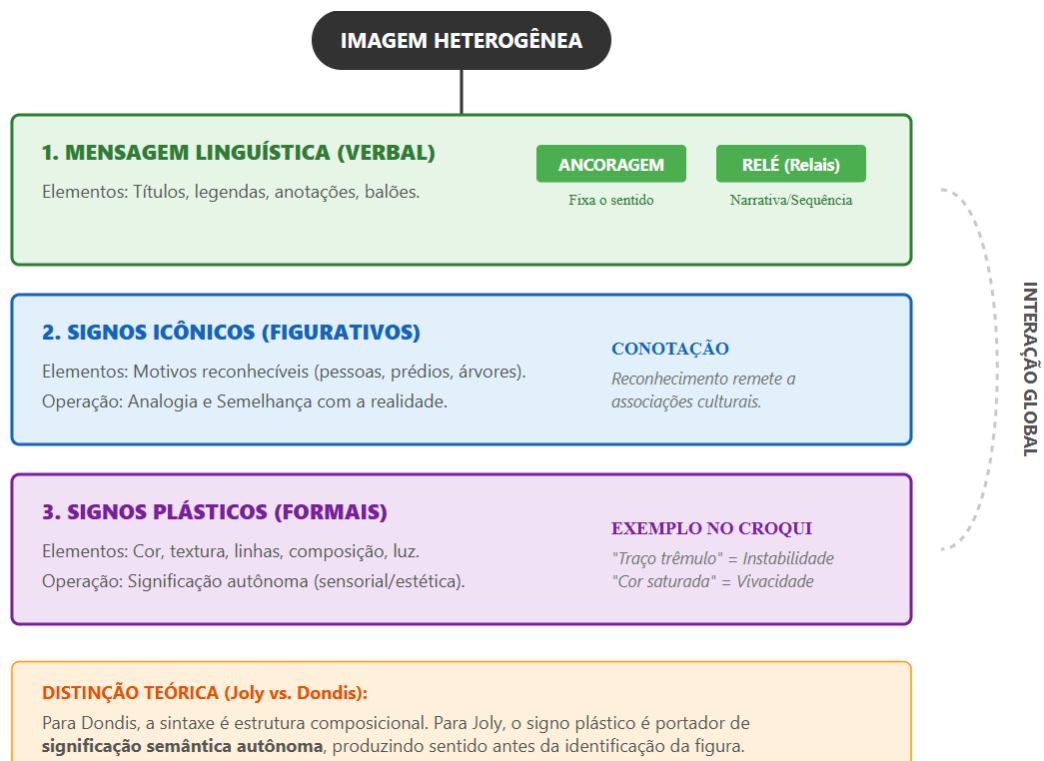 IMAGEM HETEROGÊNEA
1. MENSAGEM LINGUÍSTICA (VERBAL)
Elementos: Títulos, legendas, anotações, balões.
ANCORAGEM
Fixa o sentido
RELÉ (Relais)
Narrativa/Sequência
2. SIGNOS ICÔNICOS (FIGURATIVOS)
Elementos: Motivos reconhecíveis (pessoas, prédios, árvores).
Operação: Analogia e Semelhança com a realidade.
CONOTAÇÃO
Reconhecimento remete a
associações culturais.
3. SIGNOS PLÁSTICOS (FORMAIS)
Elementos: Cor, textura, linhas, composição, luz.
Operação: Significação autônoma (sensorial/estética).
EXEMPLO NO CROQUI
"Traço trêmulo" = Instabilidade
"Cor saturada" = Vivacidade
INTERAÇÃO GLOBAL
DISTINÇÃO TEÓRICA (Joly vs. Dondis):
Para Dondis, a sintaxe é estrutura composicional. Para Joly, o signo plástico é portador de
significação semântica autônoma, produzindo sentido antes da identificação da figura.